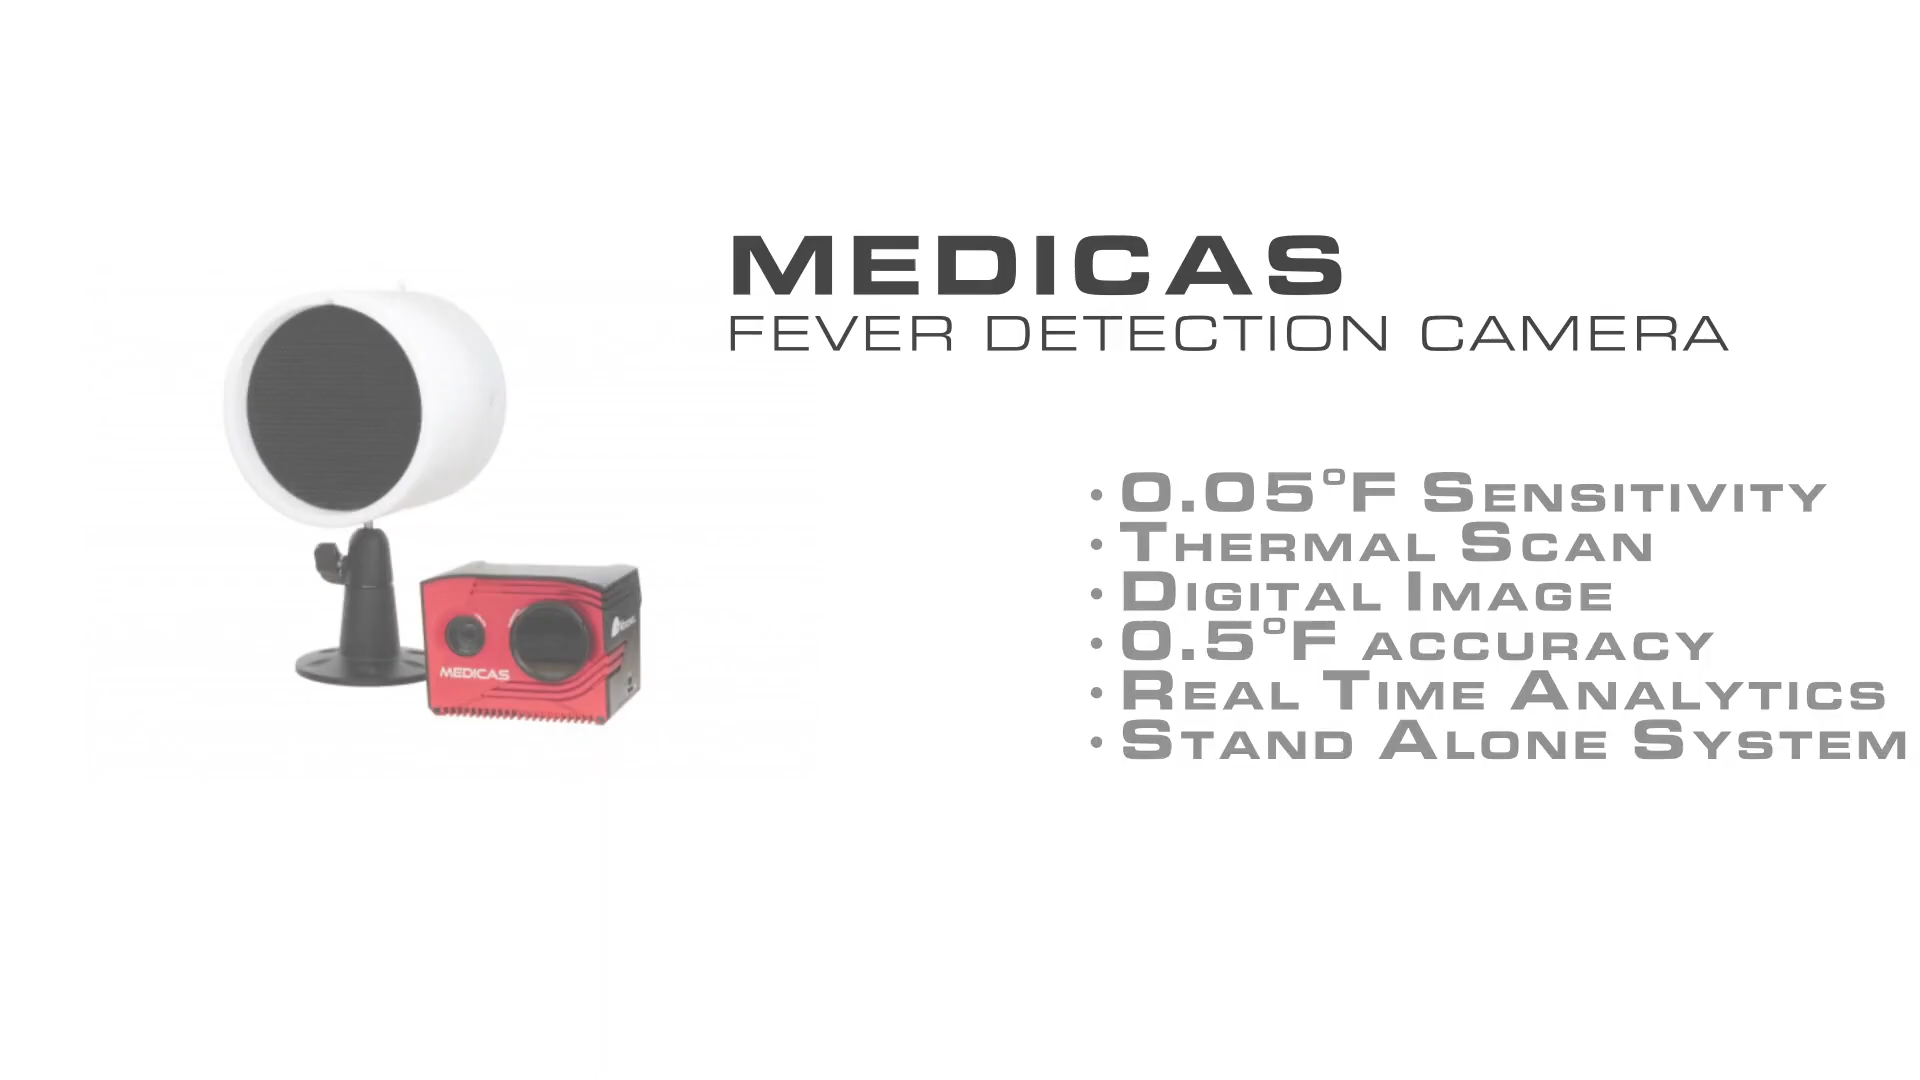 MEDICAS
FEVER DETECTION CAMERA
• 0.05°F Sensitivity
• Thermal Scan
• Digital Image
• 0.5°F accuracy
• Real Time Analytics
• Stand Alone System
MEDICAS